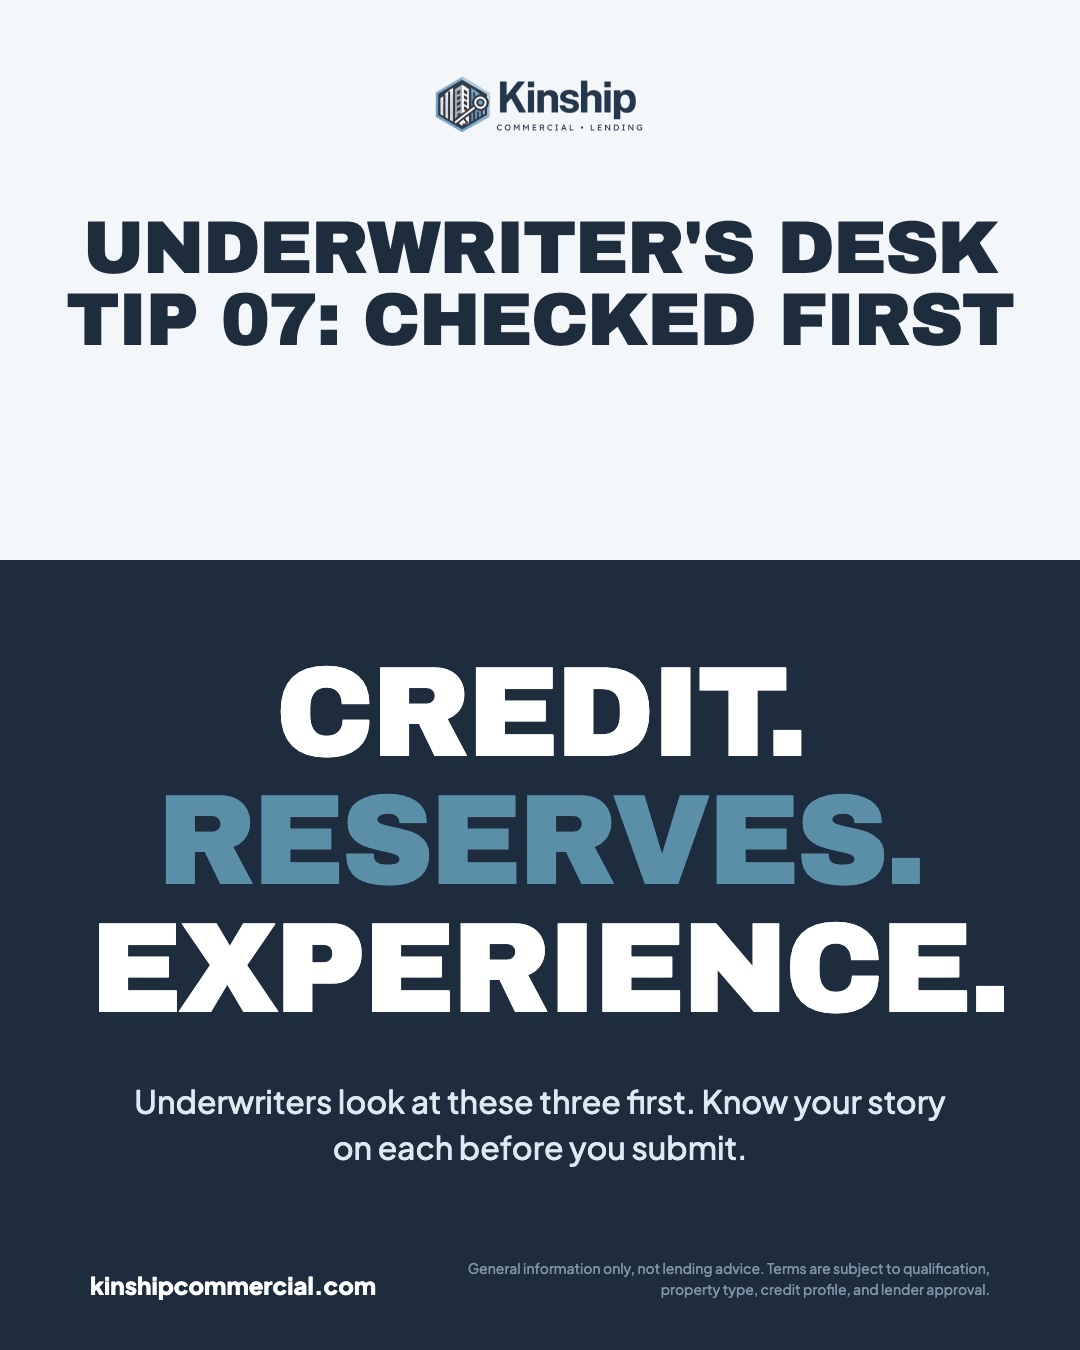 Kinship
COMMERCIAL • LENDING
UNDERWRITER'S DESK
TIP 07: CHECKED FIRST
CREDIT.
RESERVES.
EXPERIENCE.
Underwriters look at these three first. Know your story
on each before you submit.
kinshipcommercial.com
General information only, not lending advice. Terms are subject to qualification,
property type, credit profile, and lender approval.